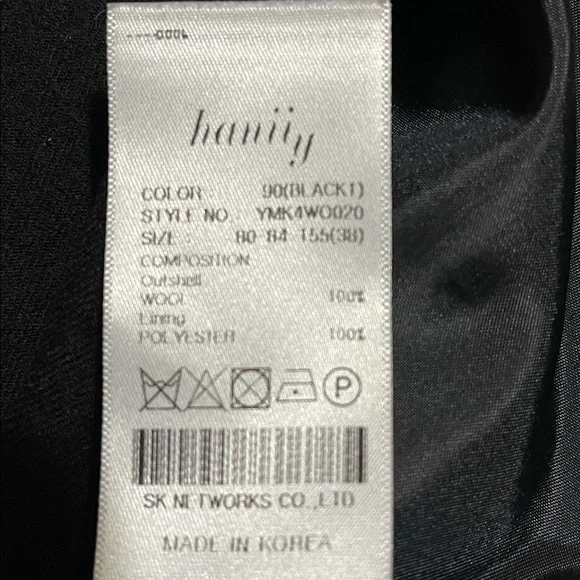 haniiy
COLOR : 90(BLACK1)
STYLE NO : YMK4WO020
SIZE : 80-84-155(38)
COMPOSITION
Outshell
WOOL 100%
Lining
POLYESTER 100%
P
SK NETWORKS CO.,LTD
MADE IN KOREA